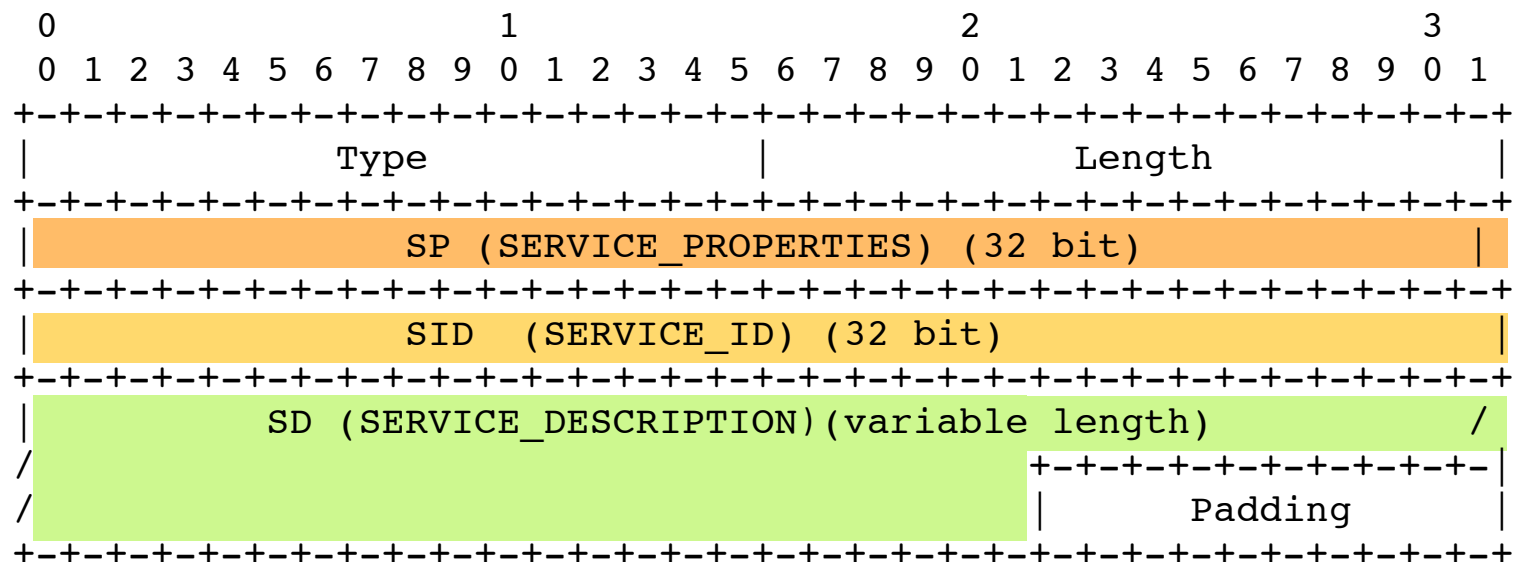 0                   1                   2                   3
0 1 2 3 4 5 6 7 8 9 0 1 2 3 4 5 6 7 8 9 0 1 2 3 4 5 6 7 8 9 0 1
+-+-+-+-+-+-+-+-+-+-+-+-+-+-+-+-+-+-+-+-+-+-+-+-+-+-+-+-+-+-+-+-+
|             Type              |             Length            |
+-+-+-+-+-+-+-+-+-+-+-+-+-+-+-+-+-+-+-+-+-+-+-+-+-+-+-+-+-+-+-+-+
|                SP (SERVICE_PROPERTIES) (32 bit)              |
+-+-+-+-+-+-+-+-+-+-+-+-+-+-+-+-+-+-+-+-+-+-+-+-+-+-+-+-+-+-+-+-+
|                SID  (SERVICE_ID) (32 bit)                     |
+-+-+-+-+-+-+-+-+-+-+-+-+-+-+-+-+-+-+-+-+-+-+-+-+-+-+-+-+-+-+-+-+
|          SD (SERVICE_DESCRIPTION)(variable length)           /
/                                           +-+-+-+-+-+-+-+-+-+-|
/                                           |      Padding      |
+-+-+-+-+-+-+-+-+-+-+-+-+-+-+-+-+-+-+-+-+-+-+-+-+-+-+-+-+-+-+-+-+